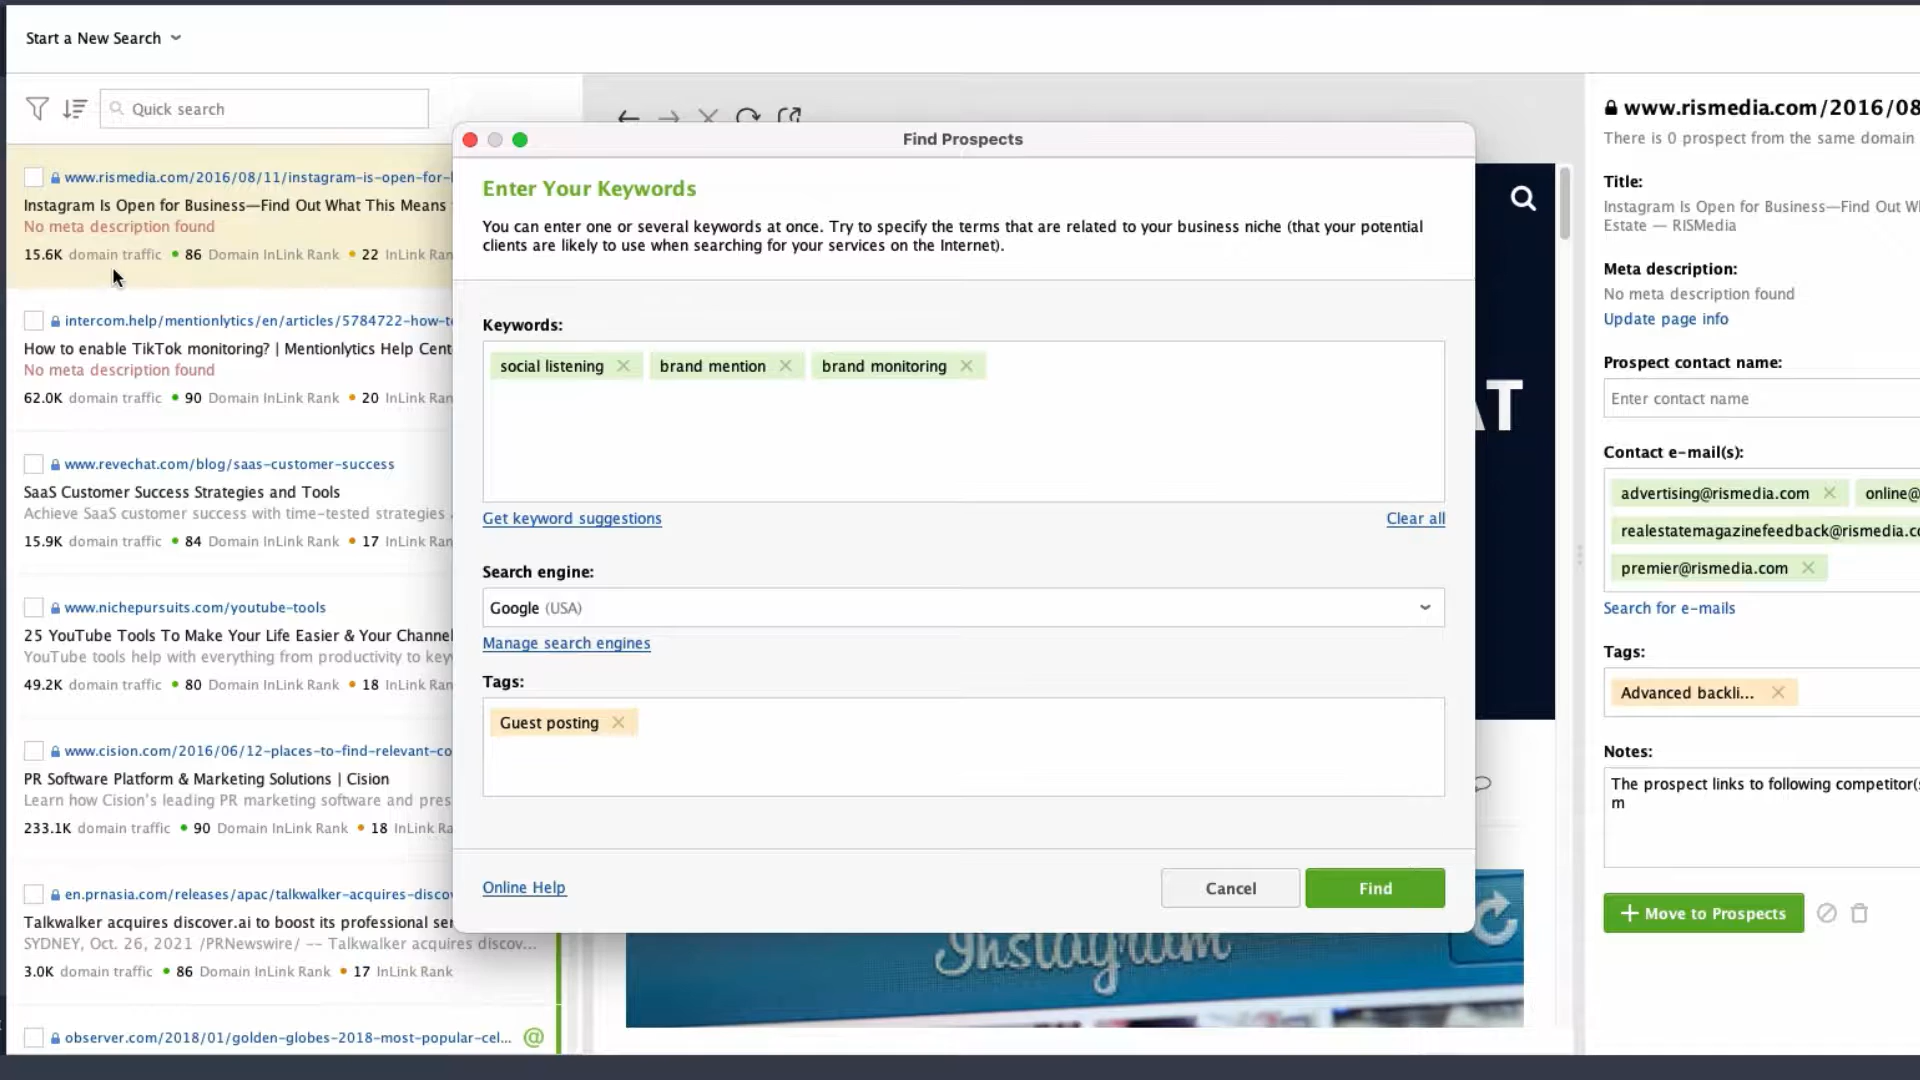 Start a New Search
Quick search
www.rismedia.com/2016/08/11/instagram-is-open-for-
Instagram Is Open for Business—Find Out What This Means
No meta description found
15.6K domain traffic 86 Domain InLink Rank 22 InLink Ran
intercom.help/mentionlytics/en/articles/5784722-how-t
How to enable TikTok monitoring? | Mentionlytics Help Cent
No meta description found
62.0K domain traffic 90 Domain InLink Rank 20 InLink Ran
www.revechat.com/blog/saas-customer-success
SaaS Customer Success Strategies and Tools
Achieve SaaS customer success with time-tested strategies
15.9K domain traffic 84 Domain InLink Rank 17 InLink Ran
www.nichepursuits.com/youtube-tools
25 YouTube Tools To Make Your Life Easier & Your Channel
YouTube tools help with everything from productivity to key
49.2K domain traffic 80 Domain InLink Rank 18 InLink Ran
www.cision.com/2016/06/12-places-to-find-relevant-co
PR Software Platform & Marketing Solutions | Cision
Learn how Cision's leading PR marketing software and pres
233.1K domain traffic 90 Domain InLink Rank 18 InLink Ra
en.prnasia.com/releases/apac/talkwalker-acquires-discov
Talkwalker acquires discover.ai to boost its professional ser
SYDNEY, Oct. 26, 2021 /PRNewswire/ -- Talkwalker acquires discov...
3.0K domain traffic 86 Domain InLink Rank 17 InLink Rank
observer.com/2018/01/golden-globes-2018-most-popular-cel... @
Find Prospects
Enter Your Keywords
You can enter one or several keywords at once. Try to specify the terms that are related to your business niche (that your potential
clients are likely to use when searching for your services on the Internet).
Keywords:
social listening brand mention brand monitoring
Get keyword suggestions Clear all
Search engine:
Google (USA)
Manage search engines
Tags:
Guest posting
Online Help Cancel Find
AT
Instagram
www.rismedia.com/2016/08
There is 0 prospect from the same domain
Title:
Instagram Is Open for Business—Find Out W
Estate — RISMedia
Meta description:
No meta description found
Update page info
Prospect contact name:
Enter contact name
Contact e-mail(s):
advertising@rismedia.com online@
realestatemagazinefeedback@rismedia.co
premier@rismedia.com
Search for e-mails
Tags:
Advanced backli...
Notes:
The prospect links to following competitor(s
m
+ Move to Prospects